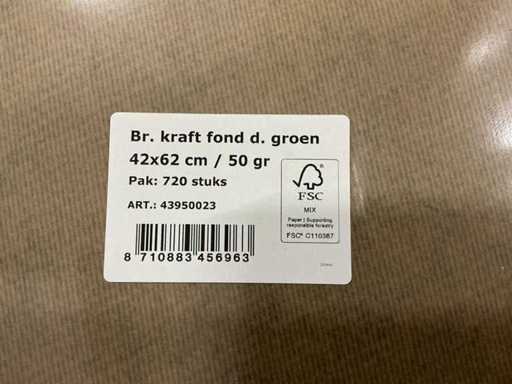 Br. kraft fond d. groen
42x62 cm / 50 gr
Pak: 720 stuks
ART.: 43950023
FSC
MIX
Paper | Supporting
responsible forestry
FSC® C110367
8 710883 456963